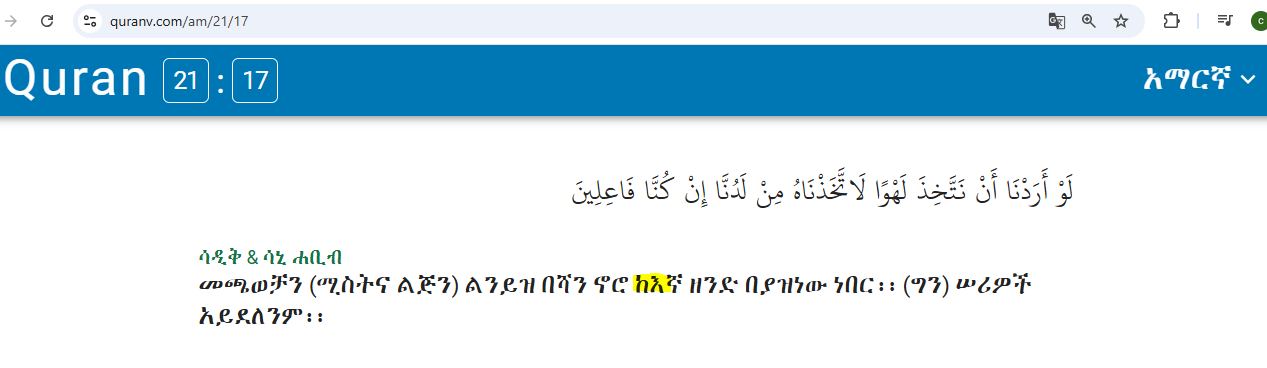 quranv.com/am/21/17
Quran 21 : 17
አማርኛ
لَوْ أَرَدْنَا أَنْ نَتَّخِذَ لَهْوًا لَاتَّخَذْنَاهُ مِنْ لَدُنَّا إِنْ كُنَّا فَاعِلِينَ
ሳዲቅ & ሳኒ ሐቢብ
መጫወቻን (ሚስትና ልጅን) ልንይዝ በሻን ኖሮ ከእኛ ዘንድ በያዝነው ነበር፡፡ (ግን) ሠሪዎች
አይደለንም፡፡